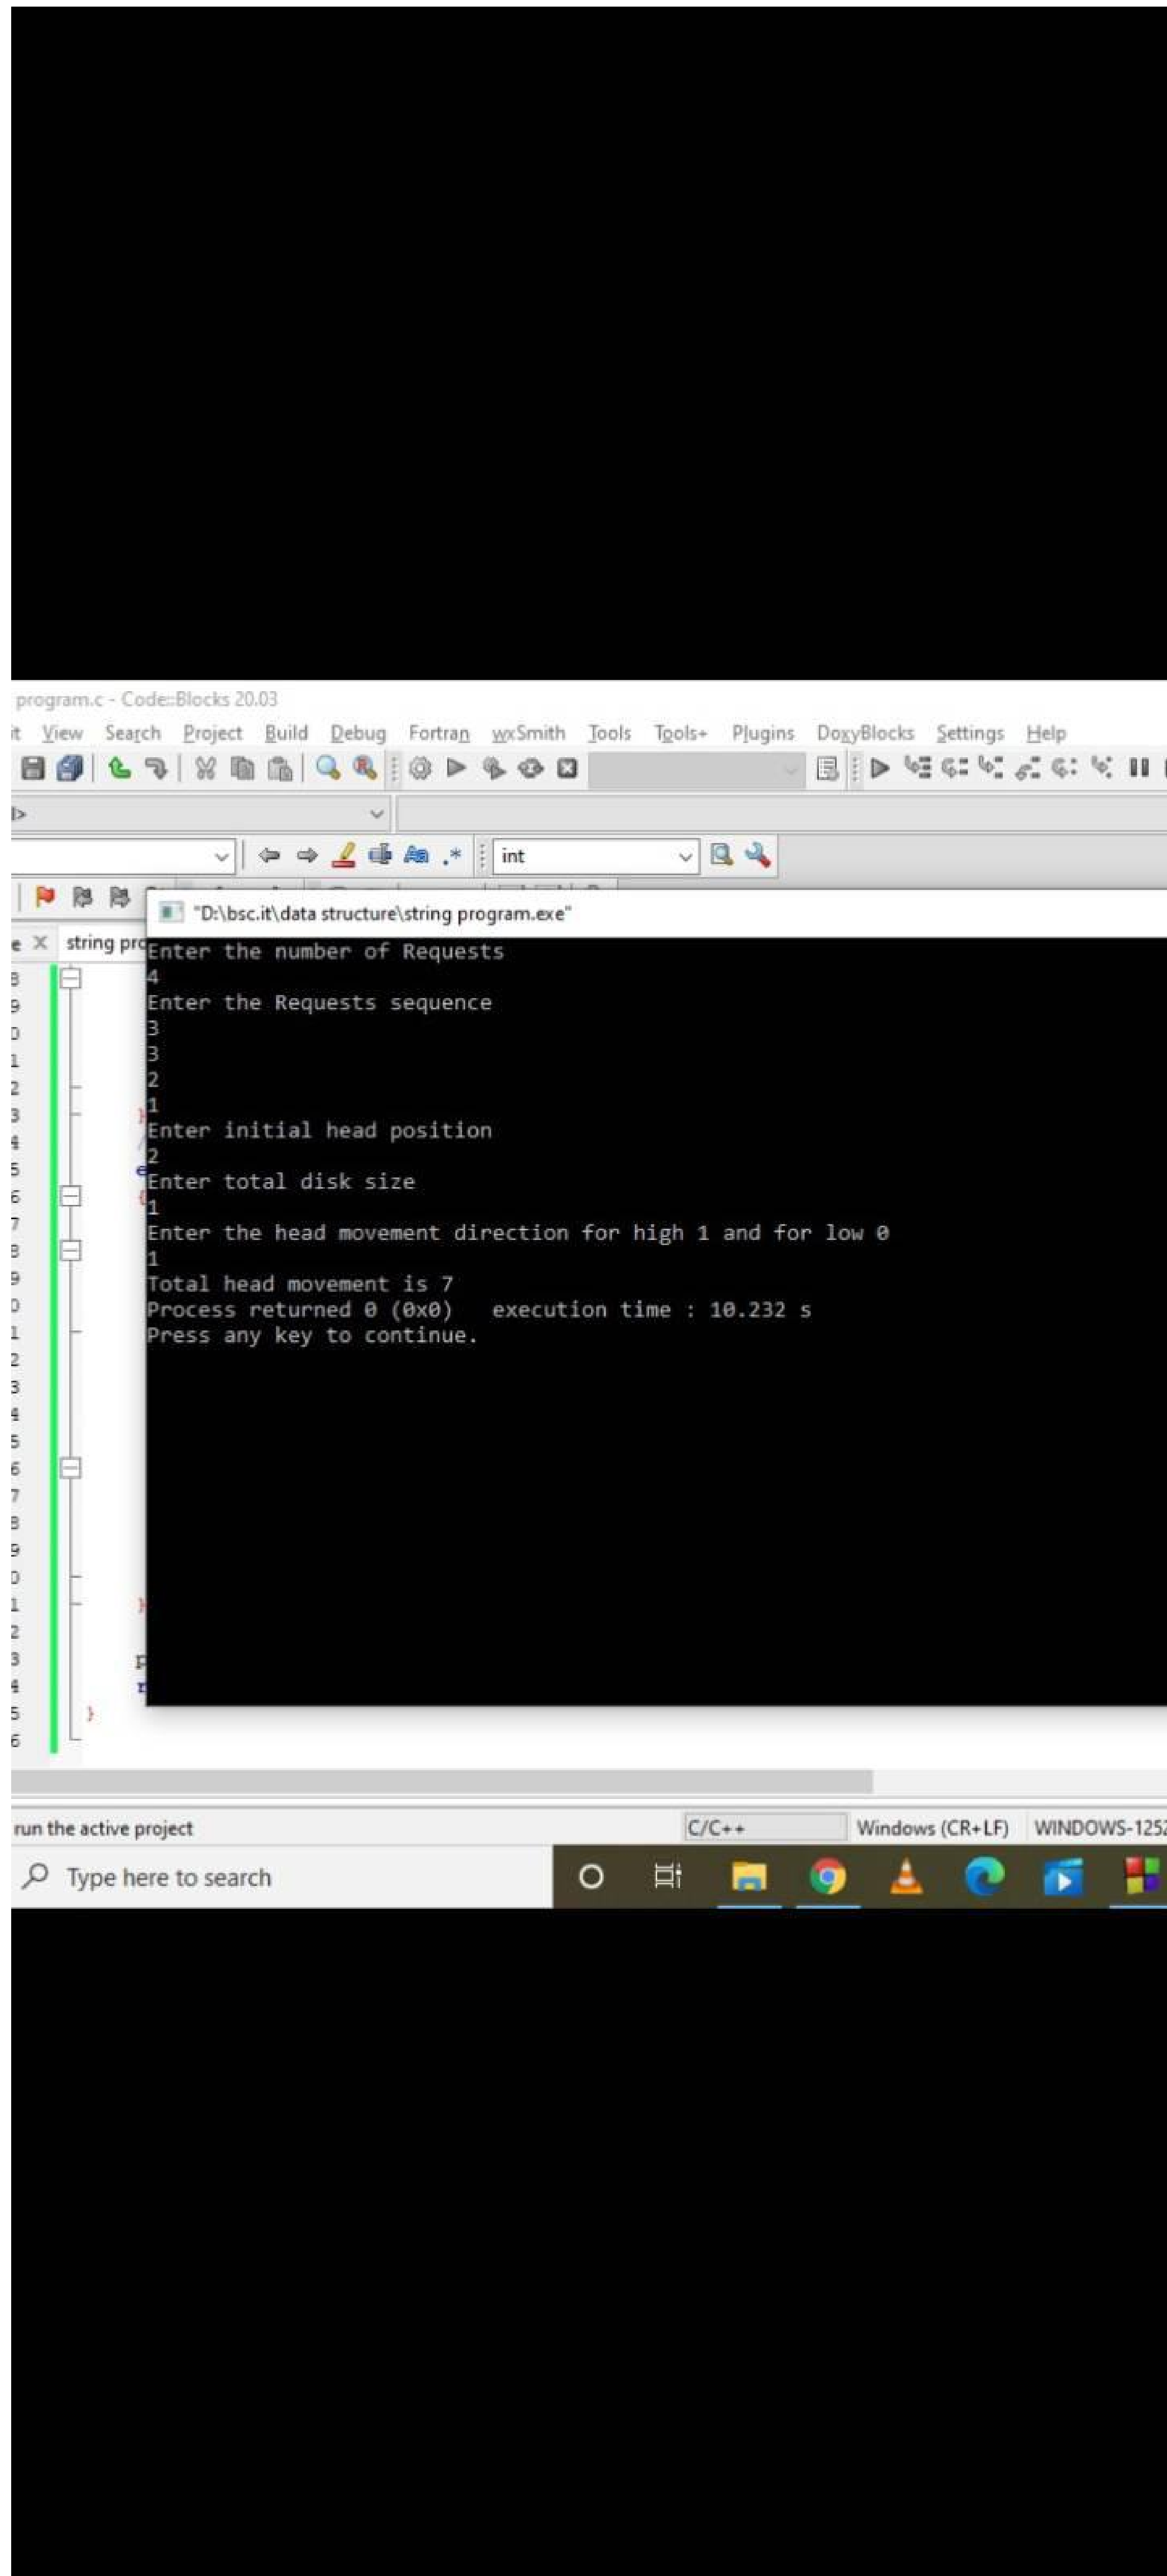 program.c - Code::Blocks 20.03
it View Search Project Build Debug Fortran wxSmith Tools Tools+ Plugins DoxyBlocks Settings Help
int
"D:\bsc.it\data structure\string program.exe"
e X string pro
Enter the number of Requests
4
Enter the Requests sequence
3
3
2
1
Enter initial head position
2
Enter total disk size
1
Enter the head movement direction for high 1 and for low 0
1
Total head movement is 7
Process returned 0 (0x0) execution time : 10.232 s
Press any key to continue.
}
run the active project C/C++ Windows (CR+LF) WINDOWS-1252
Type here to search